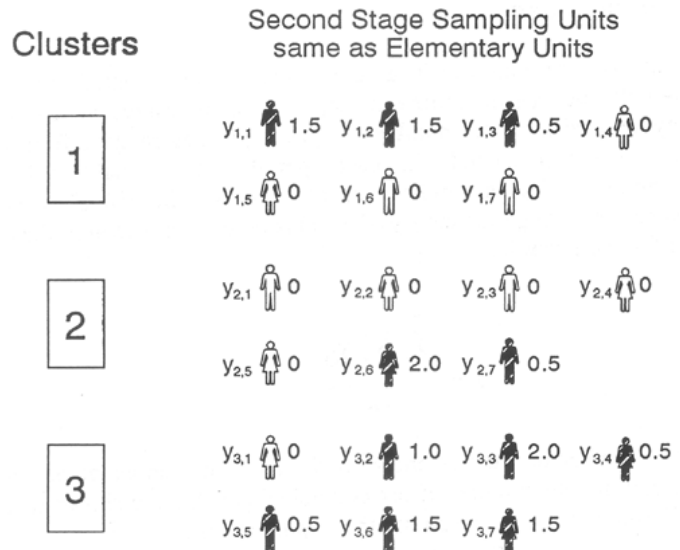 Clusters
Second Stage Sampling Units
same as Elementary Units
1
y1,1 1.5 y1,2 1.5 y1,3 0.5 y1,4 0
y1,5 0 y1,6 0 y1,7 0
2
y2,1 0 y2,2 0 y2,3 0 y2,4 0
y2,5 0 y2,6 2.0 y2,7 0.5
3
y3,1 0 y3,2 1.0 y3,3 2.0 y3,4 0.5
y3,5 0.5 y3,6 1.5 y3,7 1.5